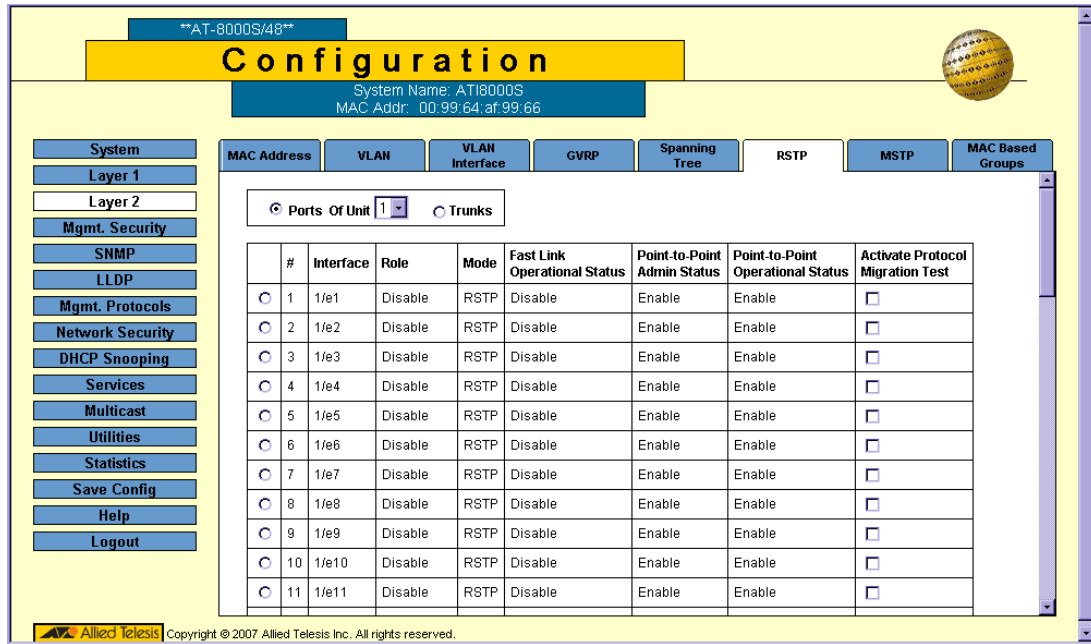 **AT-8000S/48**
Configuration
System Name: ATI8000S
MAC Addr: 00:99:64:af:99:66
System
Layer 1
Layer 2
Mgmt. Security
SNMP
LLDP
Mgmt. Protocols
Network Security
DHCP Snooping
Services
Multicast
Utilities
Statistics
Save Config
Help
Logout
MAC Address VLAN VLAN Interface GVRP Spanning Tree RSTP MSTP MAC Based Groups
Ports Of Unit 1 Trunks
# Interface Role Mode Fast Link Operational Status Point-to-Point Admin Status Point-to-Point Operational Status Activate Protocol Migration Test
1 1/e1 Disable RSTP Disable Enable Enable
2 1/e2 Disable RSTP Disable Enable Enable
3 1/e3 Disable RSTP Disable Enable Enable
4 1/e4 Disable RSTP Disable Enable Enable
5 1/e5 Disable RSTP Disable Enable Enable
6 1/e6 Disable RSTP Disable Enable Enable
7 1/e7 Disable RSTP Disable Enable Enable
8 1/e8 Disable RSTP Disable Enable Enable
9 1/e9 Disable RSTP Disable Enable Enable
10 1/e10 Disable RSTP Disable Enable Enable
11 1/e11 Disable RSTP Disable Enable Enable
Allied Telesis Copyright © 2007 Allied Telesis Inc. All rights reserved.